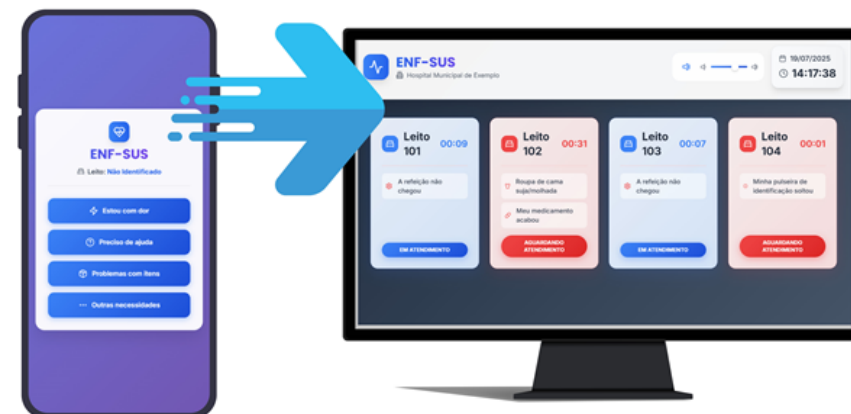 ENF-SUS
Leito: Não Identificado
Estou com dor
Preciso de ajuda
Problemas com itens
Outras necessidades
ENF-SUS
Hospital Municipal de Exemplo
19/07/2025
14:17:38
Leito
101
00:09
A refeição não
chegou
EM ATENDIMENTO
Leito
102
00:31
Roupa de cama
suja/molhada
Meu medicamento
acabou
AGUARDANDO
ATENDIMENTO
Leito
103
00:07
A refeição não
chegou
EM ATENDIMENTO
Leito
104
00:01
Minha pulseira de
identificação soltou
AGUARDANDO
ATENDIMENTO